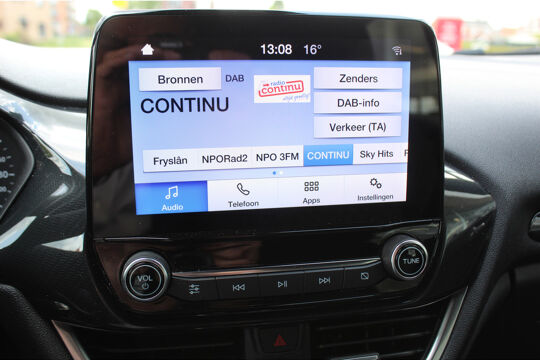 13:08 16°
Bronnen DAB
radio
continu
Zenders
CONTINU
DAB-info
Verkeer (TA)
Fryslân NPORad2 NPO 3FM CONTINU Sky Hits
Audio Telefoon Apps Instellingen
VOL TUNE